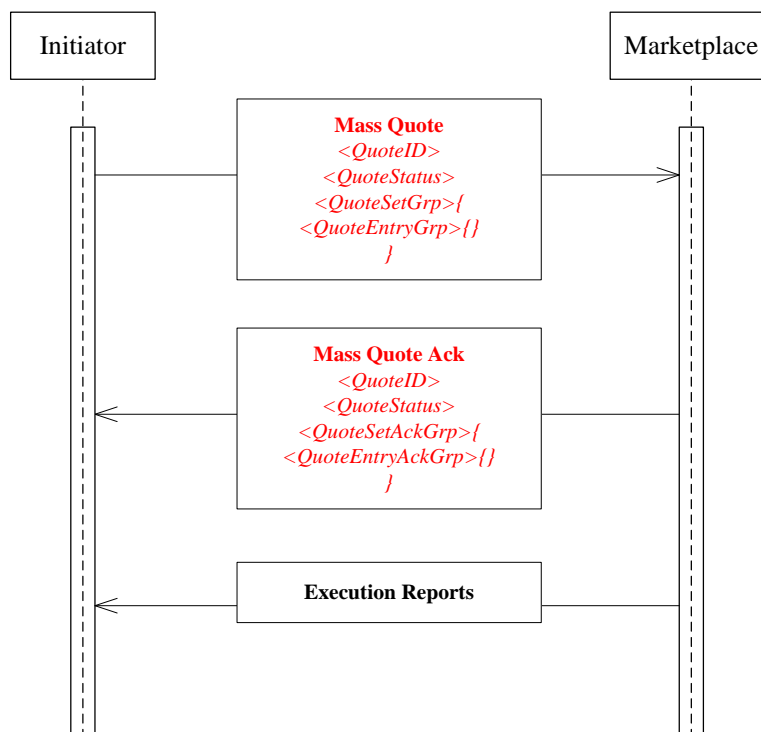 Initiator
Marketplace
Mass Quote
<QuoteID>
<QuoteStatus>
<QuoteSetGrp>{
<QuoteEntryGrp>{}
}
Mass Quote Ack
<QuoteID>
<QuoteStatus>
<QuoteSetAckGrp>{
<QuoteEntryAckGrp>{}
}
Execution Reports